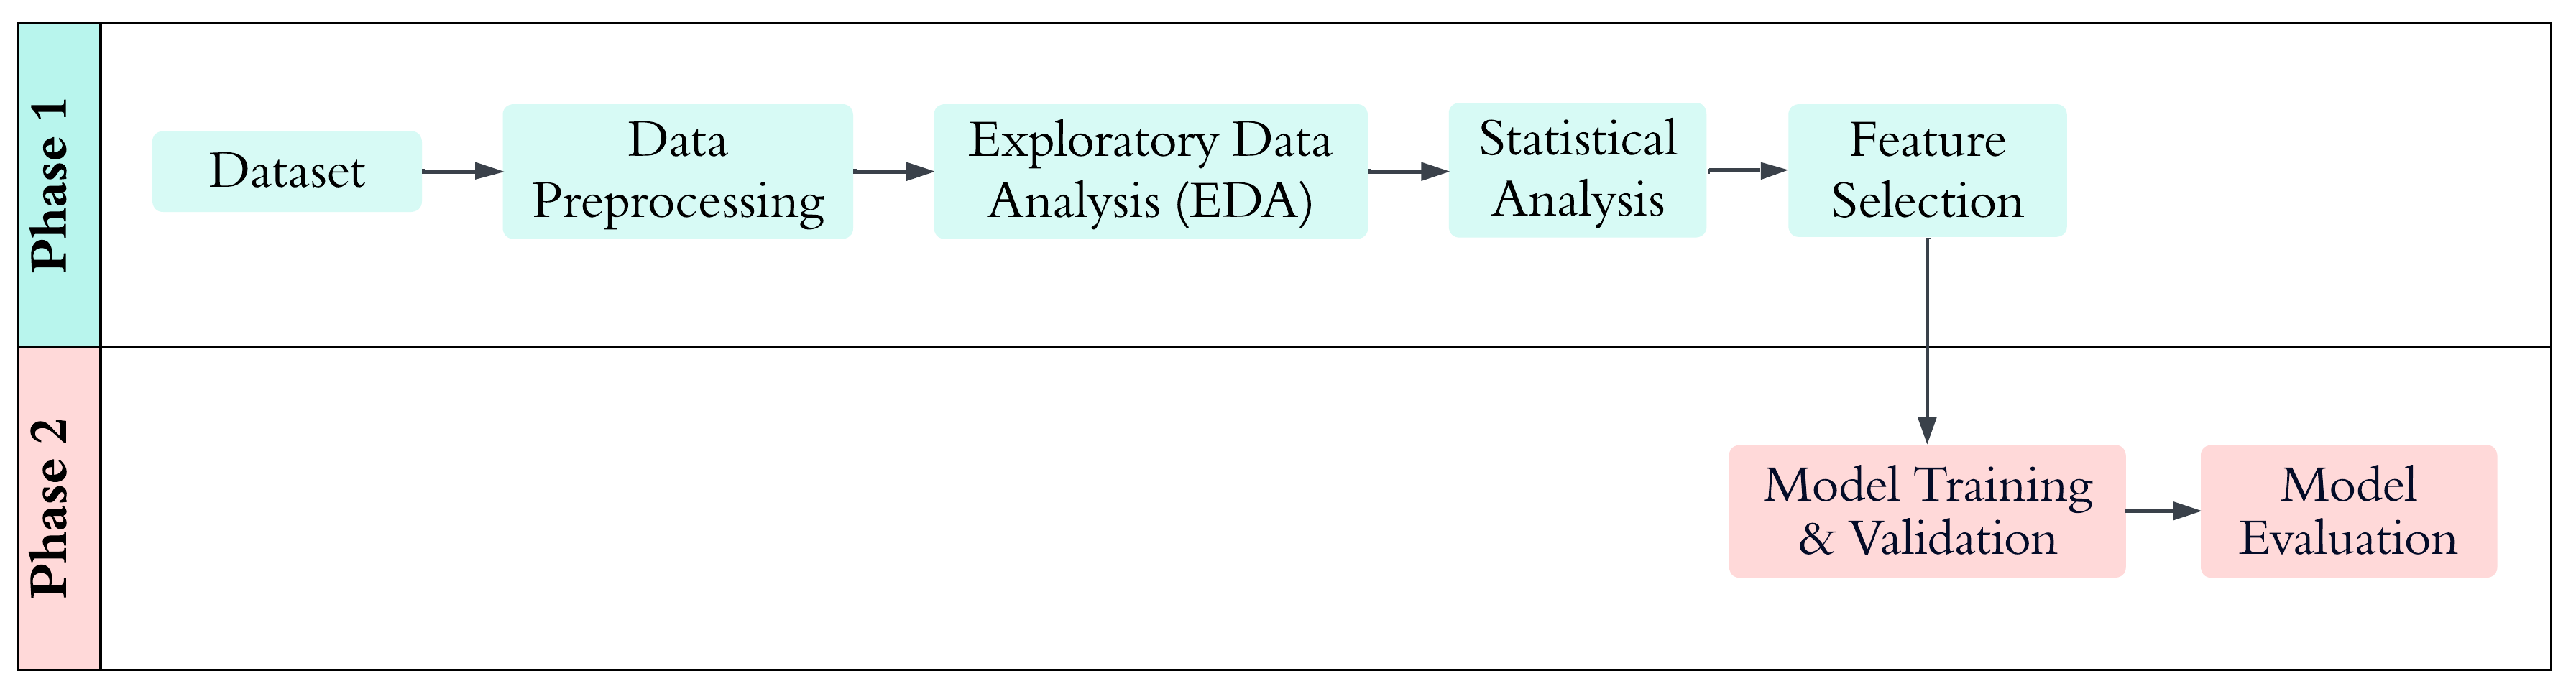 Phase 1
Dataset
Data
Preprocessing
Exploratory Data
Analysis (EDA)
Statistical
Analysis
Feature
Selection
Phase 2
Model Training
& Validation
Model
Evaluation